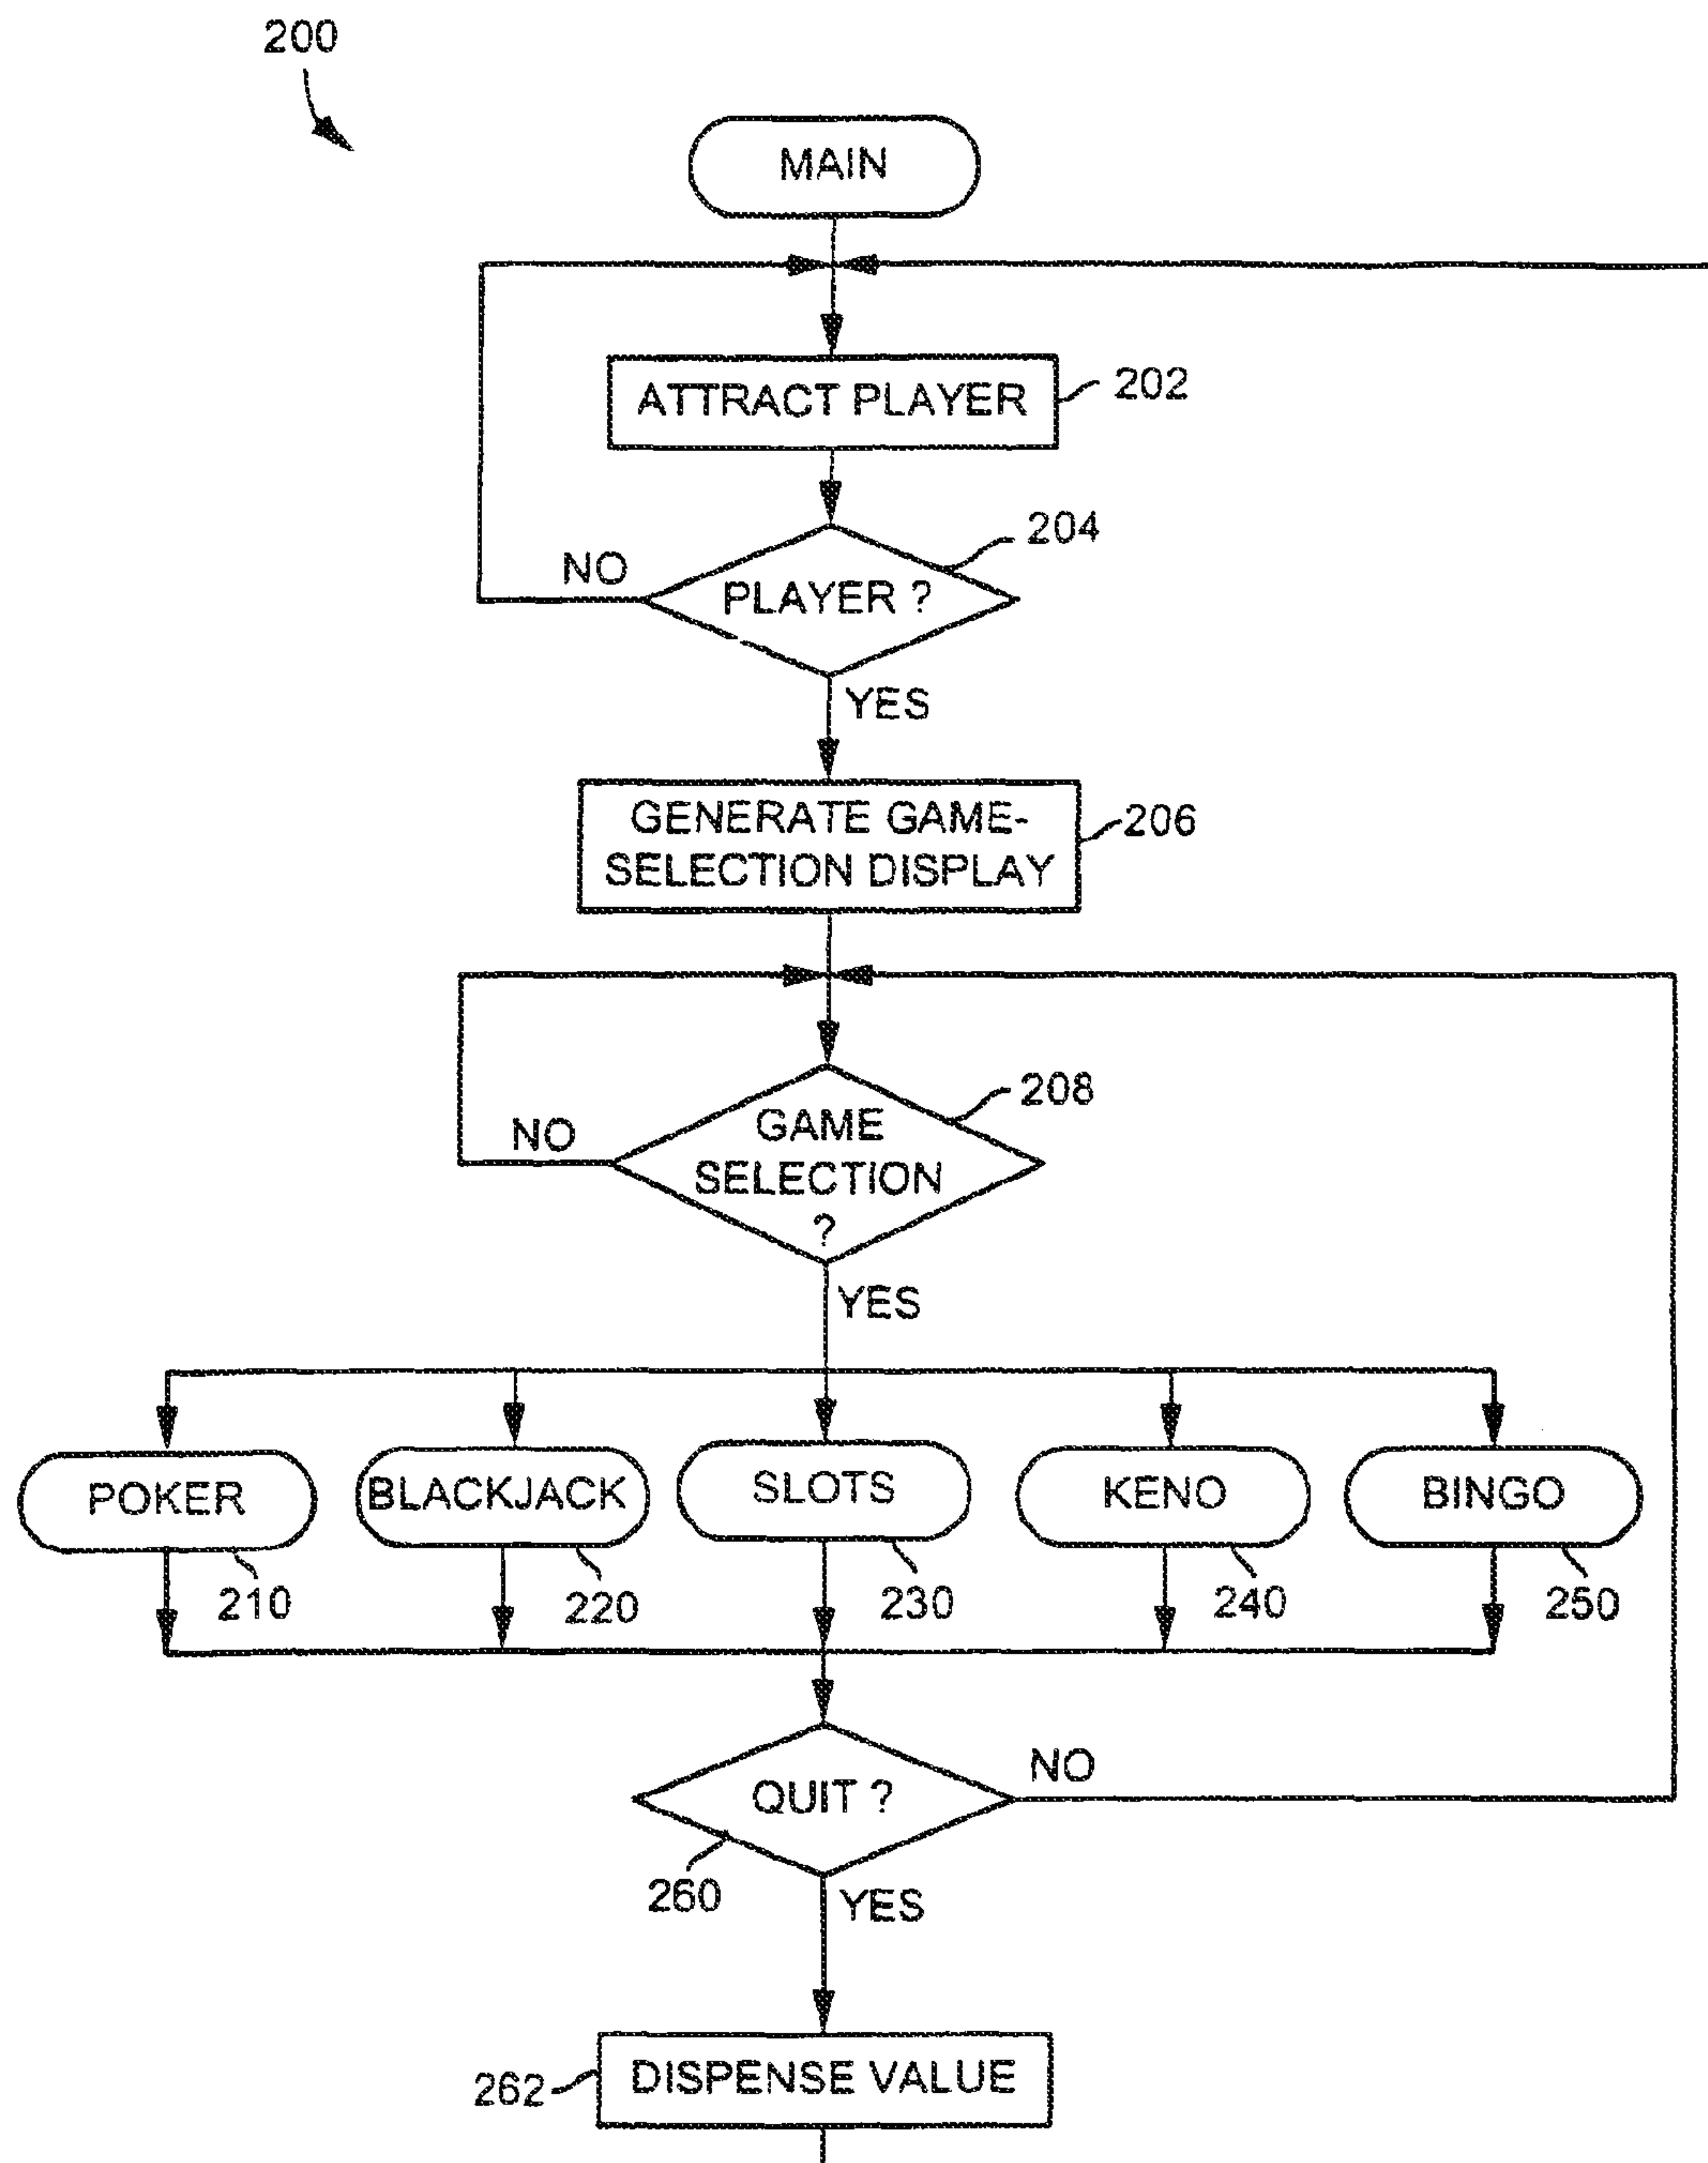 200
MAIN
ATTRACT PLAYER
202
204
NO
PLAYER ?
YES
GENERATE GAME-
SELECTION DISPLAY
206
208
NO
GAME
SELECTION
?
YES
POKER
BLACKJACK
SLOTS
KENO
BINGO
210
220
230
240
250
QUIT ?
NO
260
YES
262
DISPENSE VALUE